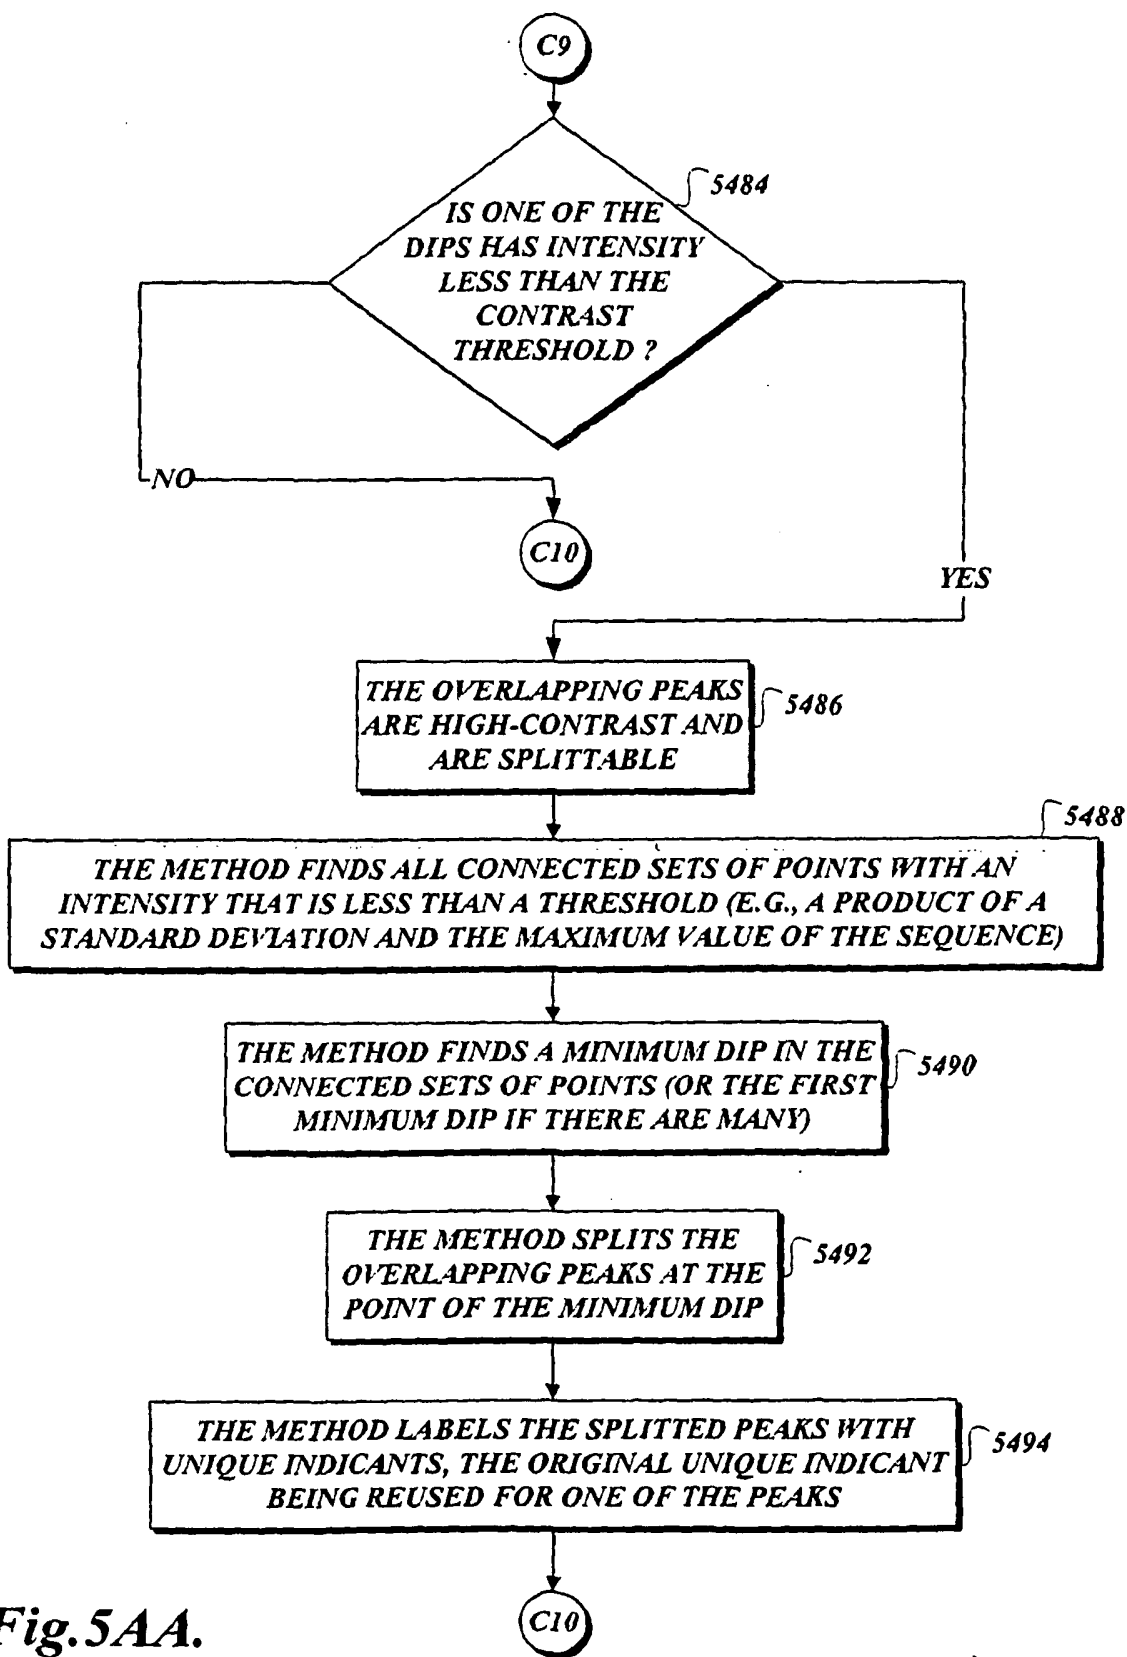 C9
5484
IS ONE OF THE
DIPS HAS INTENSITY
LESS THAN THE
CONTRAST
THRESHOLD ?
NO
C10
YES
THE OVERLAPPING PEAKS
ARE HIGH-CONTRAST AND
ARE SPLITTABLE
5486
5488
THE METHOD FINDS ALL CONNECTED SETS OF POINTS WITH AN
INTENSITY THAT IS LESS THAN A THRESHOLD (E.G., A PRODUCT OF A
STANDARD DEVIATION AND THE MAXIMUM VALUE OF THE SEQUENCE)
THE METHOD FINDS A MINIMUM DIP IN THE
CONNECTED SETS OF POINTS (OR THE FIRST
MINIMUM DIP IF THERE ARE MANY)
5490
THE METHOD SPLITS THE
OVERLAPPING PEAKS AT THE
POINT OF THE MINIMUM DIP
5492
THE METHOD LABELS THE SPLITTED PEAKS WITH
UNIQUE INDICANTS, THE ORIGINAL UNIQUE INDICANT
BEING REUSED FOR ONE OF THE PEAKS
5494
C10
Fig.5AA.